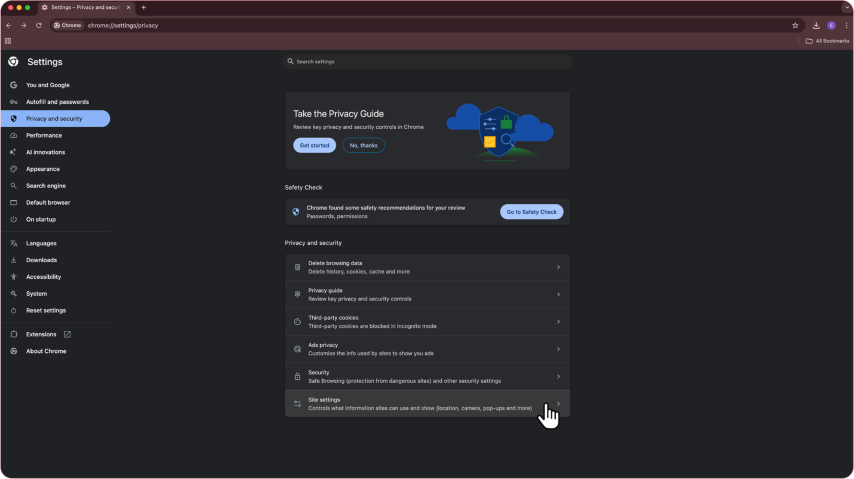 Settings – Privacy and securi
Chrome
chrome://settings/privacy
All Bookmarks
Settings
Search settings
You and Google
Autofill and passwords
Privacy and security
Performance
AI innovations
Appearance
Search engine
Default browser
On startup
Languages
Downloads
Accessibility
System
Reset settings
Extensions
About Chrome
Take the Privacy Guide
Review key privacy and security controls in Chrome
Get started
No, thanks
Safety Check
Chrome found some safety recommendations for your review
Passwords, permissions
Go to Safety Check
Privacy and security
Delete browsing data
Delete history, cookies, cache and more
Privacy guide
Review key privacy and security controls
Third-party cookies
Third-party cookies are blocked in Incognito mode
Ads privacy
Customise the info used by sites to show you ads
Security
Safe Browsing (protection from dangerous sites) and other security settings
Site settings
Controls what information sites can use and show (location, camera, pop-ups and more)